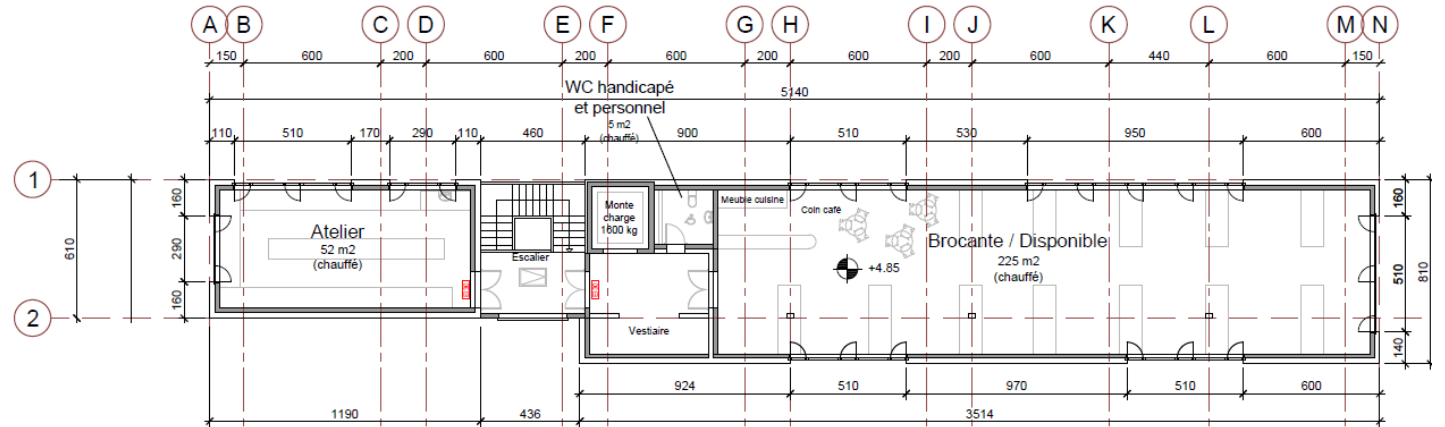 A B C D E F G H I J K L M N
150 600 200 600 200 600 200 600 200 600 440 600 150
WC handicapé
et personnel
5140
5 m2
(chauffé)
110 510 170 290 110 460 900 510 530 950 600
1
160
610
290
160
2
Atelier
52 m2
(chauffé)
Escalier
Monte
charge
1600 kg
Meuble cuisine
Coin café
Brocante / Disponible
225 m2
(chauffé)
+4.85
Vestiaire
160
510
810
140
924 510 970 510 600
1190 436 3514